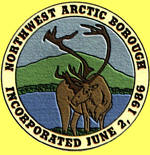 NORTHWEST ARCTIC BOROUGH
INCORPORATED JUNE 2, 1986